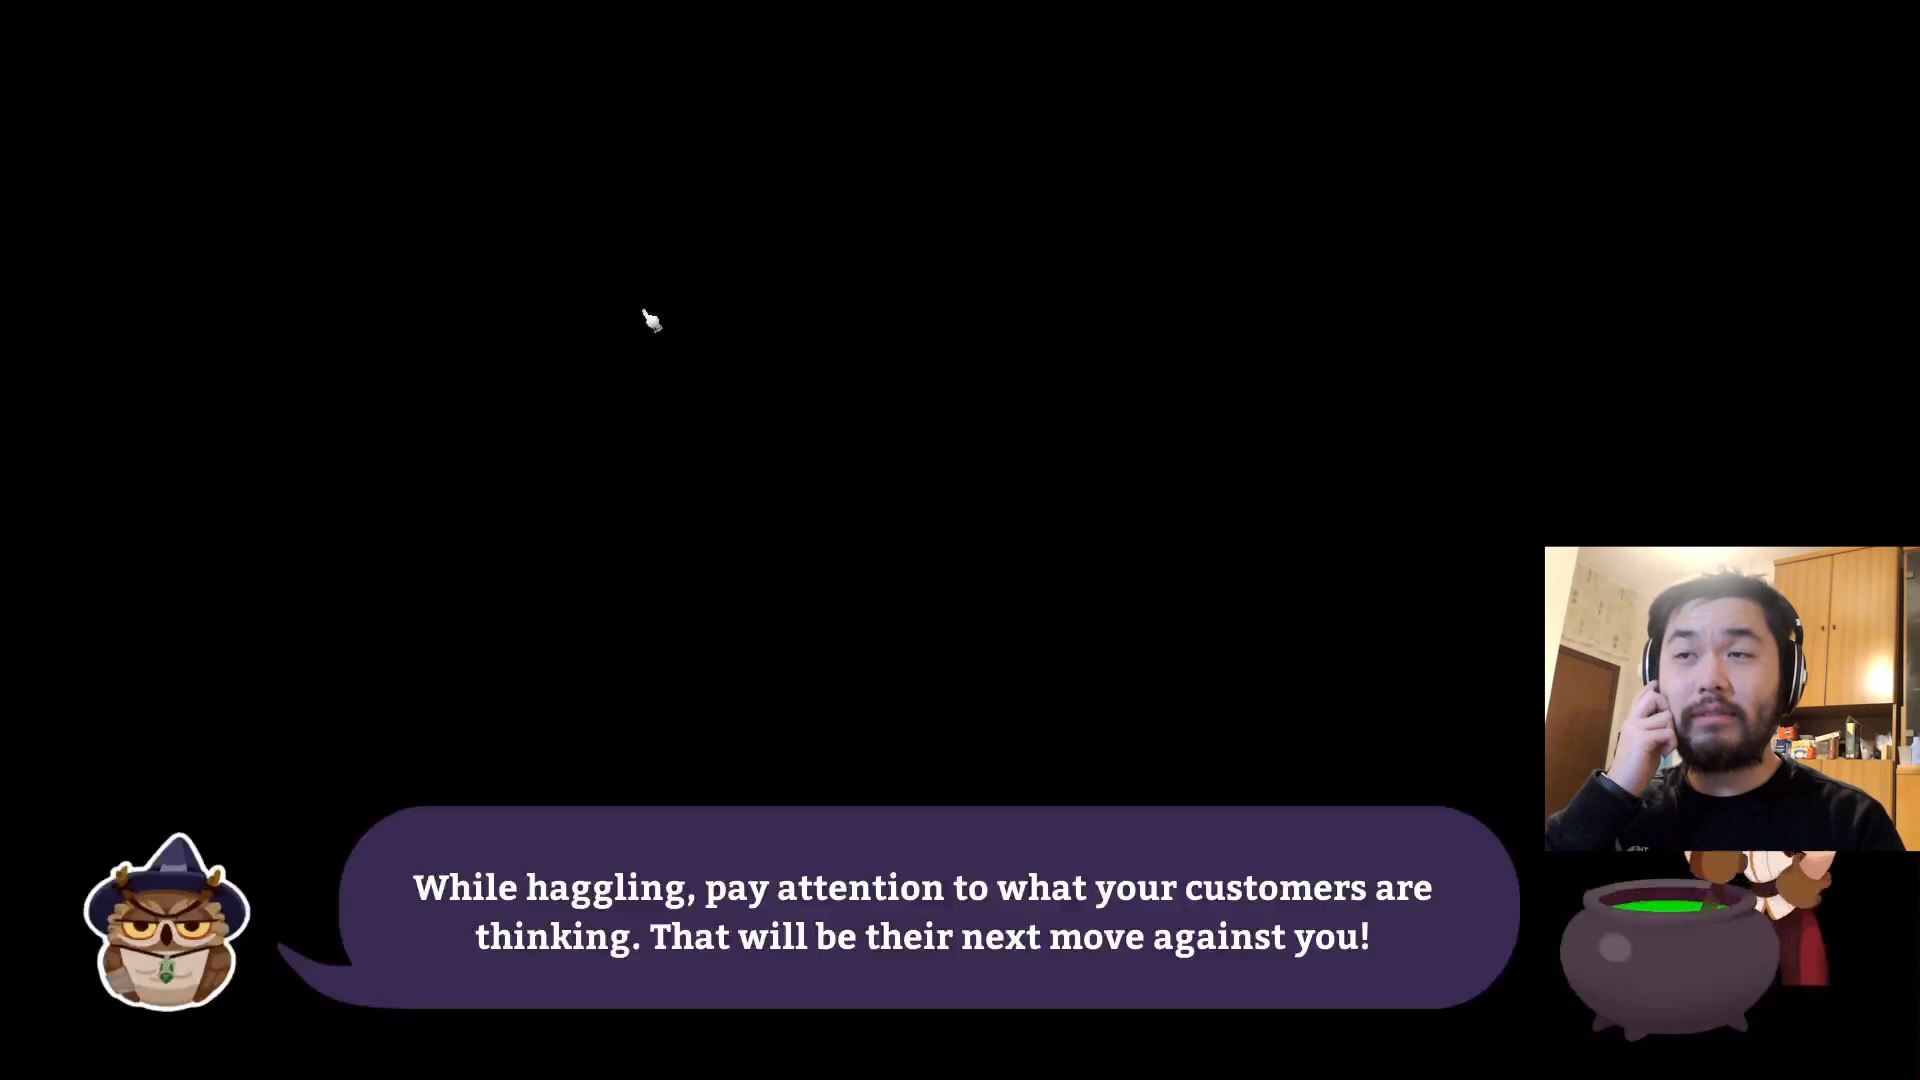 While haggling, pay attention to what your customers are
thinking. That will be their next move against you!